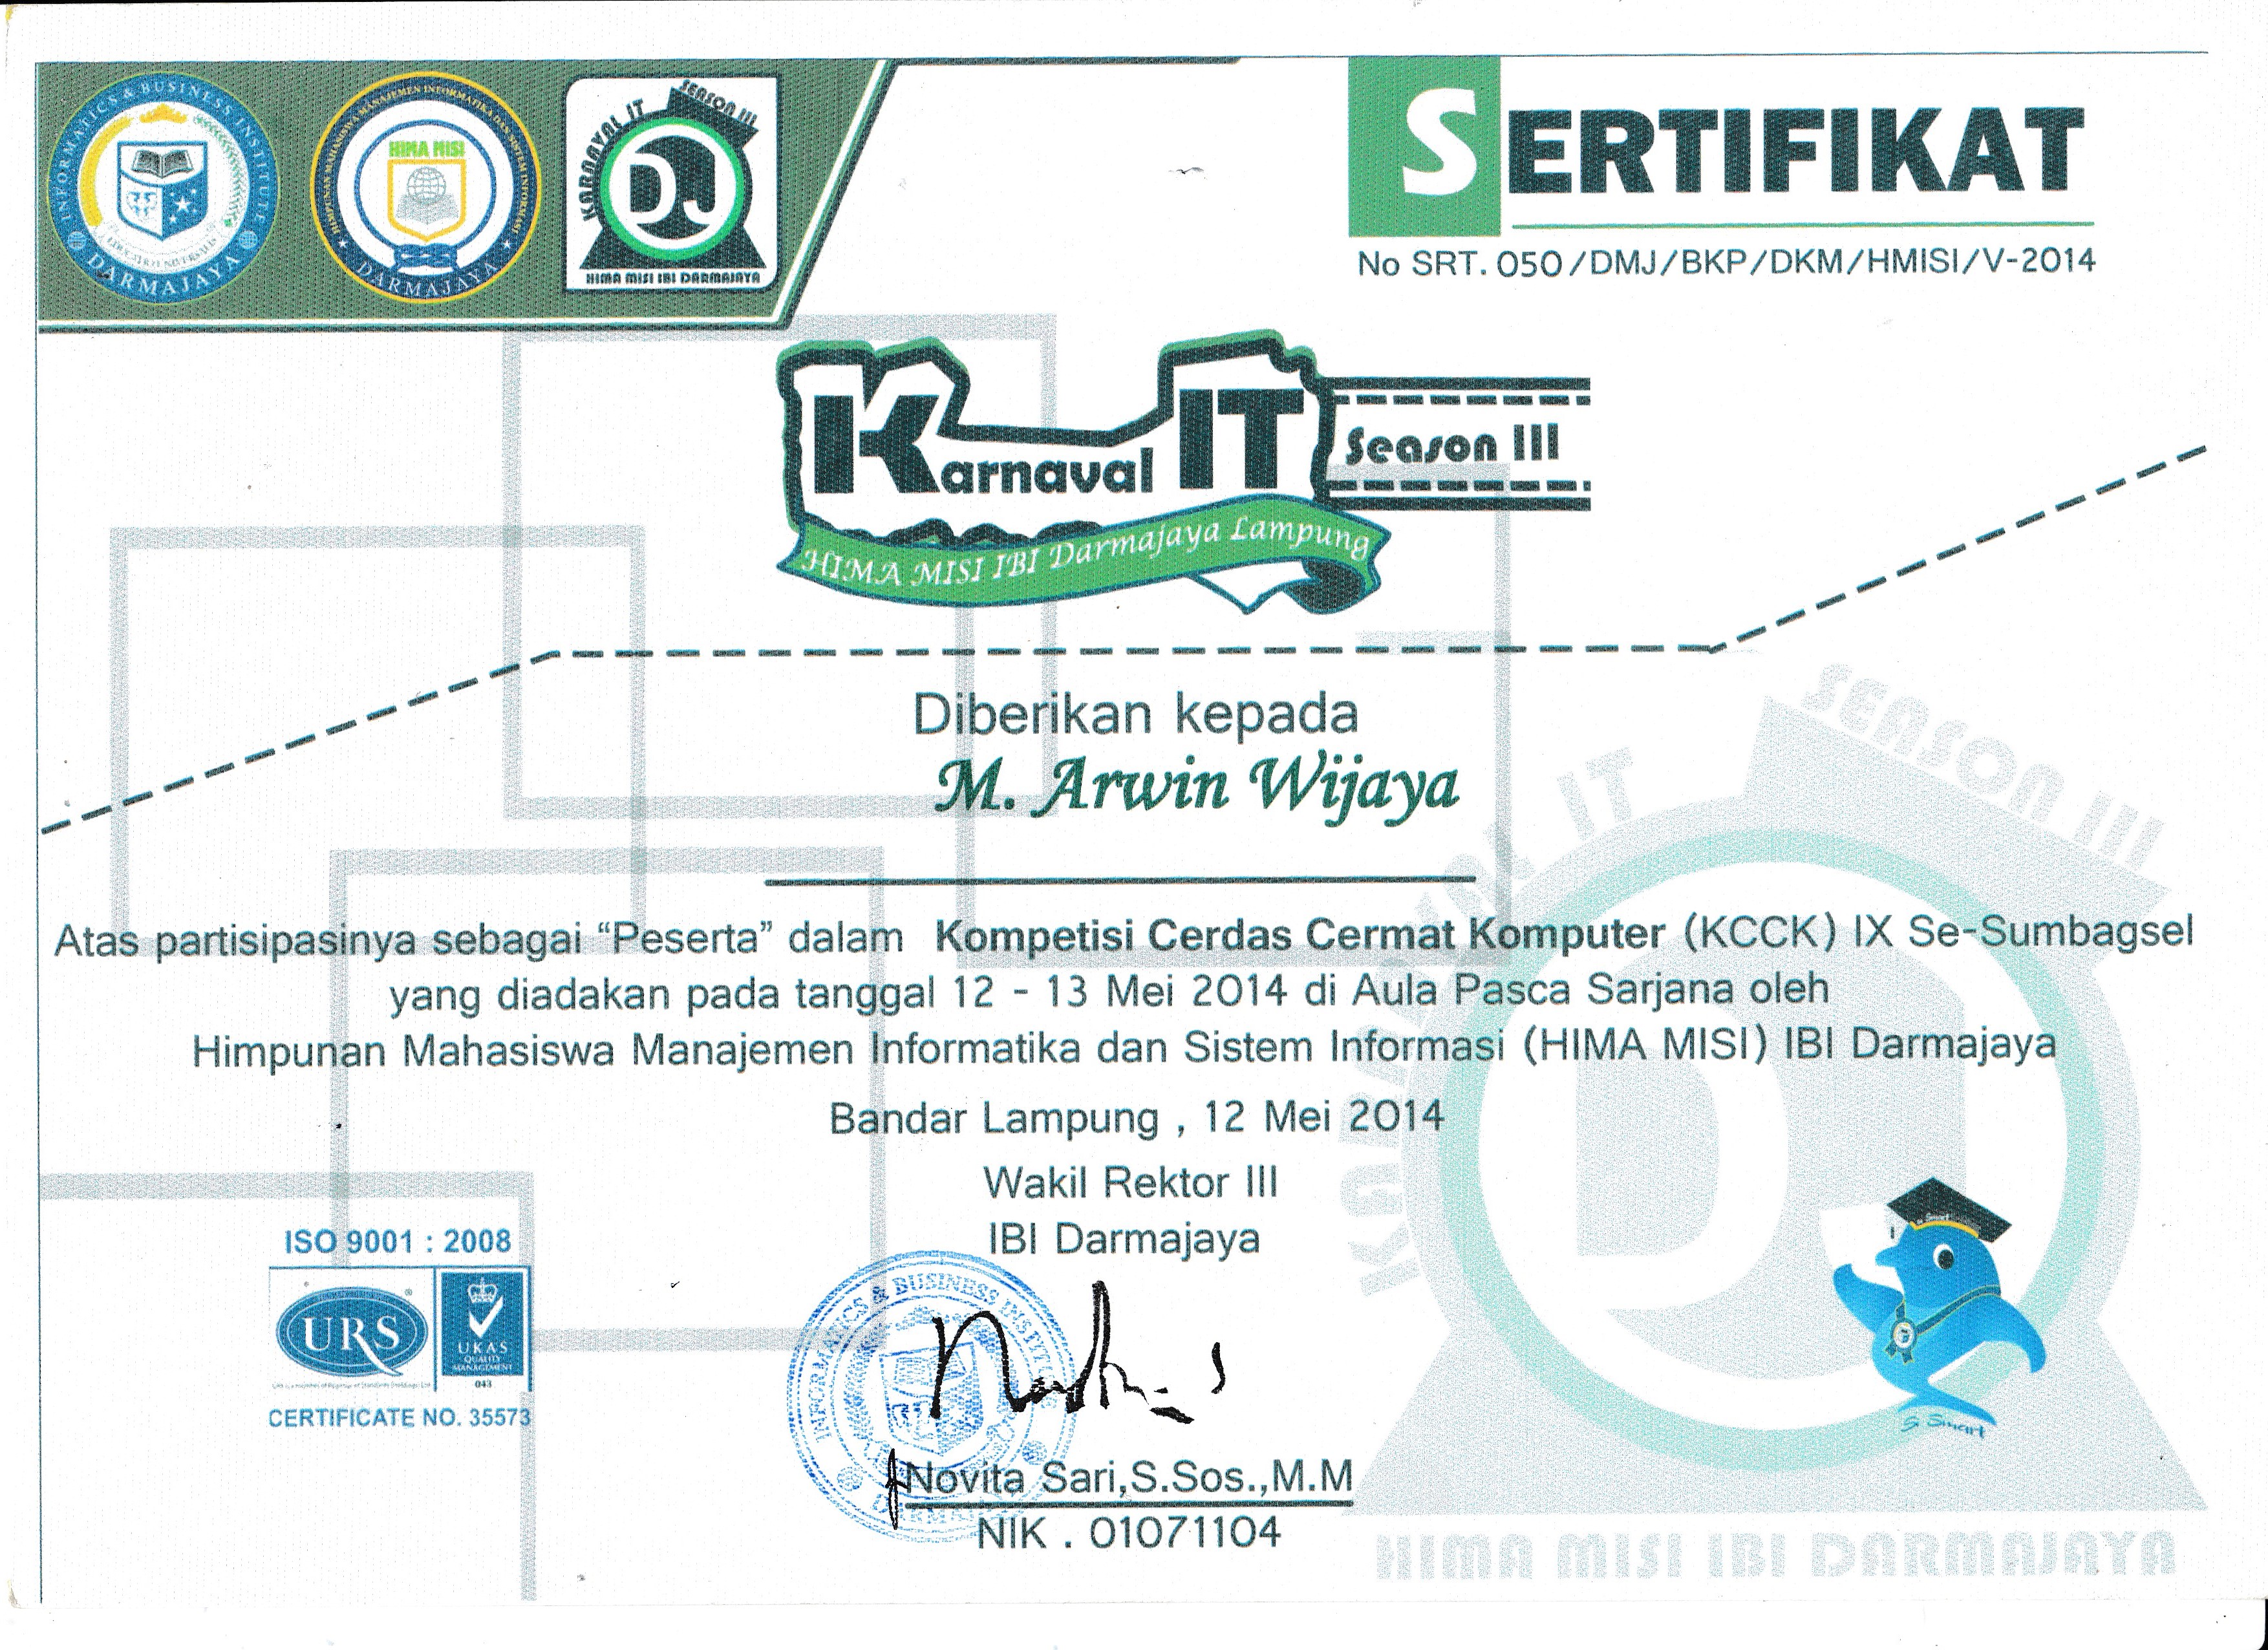 INFORMATICS & BUSINESS INSTITUTE
DARMAJAYA
HIMPUNAN MAHASISWA MANAJEMEN INFORMATIKA DAN SISTEM INFORMASI
HIMA MISI
DARMAJAYA
KARNAVAL IT SEASON III
DJ
HIMA MISI IBI DARMAJAYA
SERTIFIKAT
No SRT. 050/DMJ/BKP/DKM/HMISI/V-2014
Karnaval IT Season III
HIMA MISI IBI Darmajaya Lampung
Diberikan kepada
M. Arwin Wijaya
Atas partisipasinya sebagai “Peserta” dalam Kompetisi Cerdas Cermat Komputer (KCCK) IX Se-Sumbagsel
yang diadakan pada tanggal 12 - 13 Mei 2014 di Aula Pasca Sarjana oleh
Himpunan Mahasiswa Manajemen Informatika dan Sistem Informasi (HIMA MISI) IBI Darmajaya
Bandar Lampung , 12 Mei 2014
Wakil Rektor III
IBI Darmajaya
ISO 9001 : 2008
URS
UKAS
QUALITY
MANAGEMENT
043
CERTIFICATE NO. 35573
INFORMATICS & BUSINESS INSTITUTE
Novita Sari,S.Sos.,M.M
NIK . 01071104
KARNAVAL IT SEASON III
DJ
Si Smart
HIMA MISI IBI DARMAJAYA